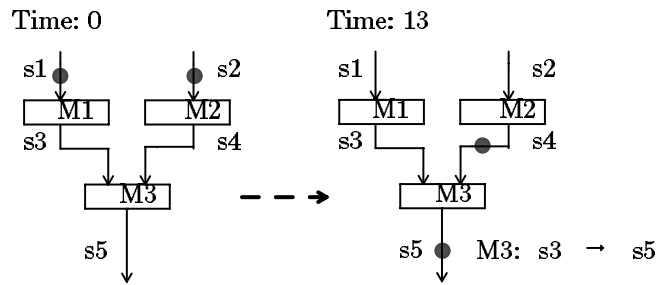 Time: 0
Time: 13
s1
s2
s1
s2
M1
M2
M1
M2
s3
s4
s3
s4
M3
M3
s5
s5
M3: s3 → s5